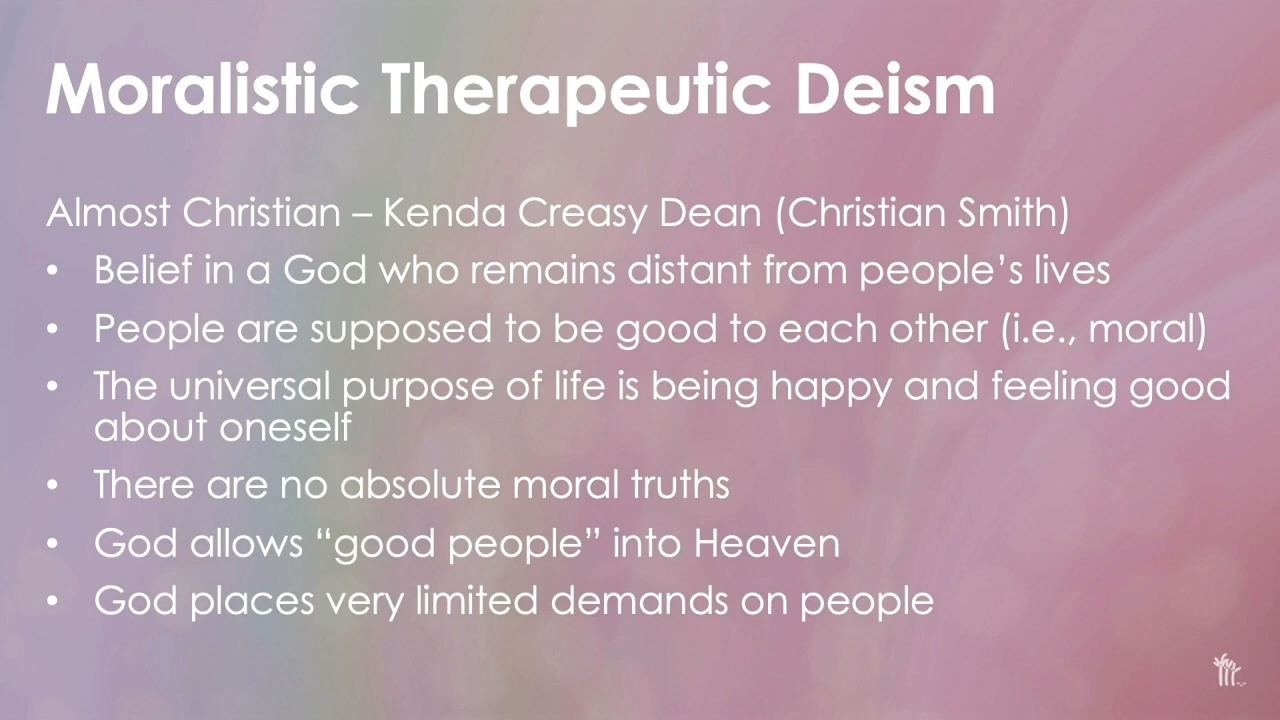 Moralistic Therapeutic Deism
Almost Christian – Kenda Creasy Dean (Christian Smith)
• Belief in a God who remains distant from people’s lives
• People are supposed to be good to each other (i.e., moral)
• The universal purpose of life is being happy and feeling good
about oneself
• There are no absolute moral truths
• God allows “good people” into Heaven
• God places very limited demands on people